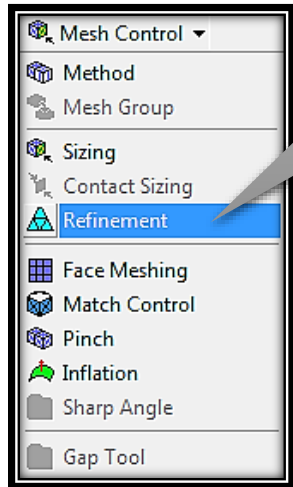 Mesh Control
Method
Mesh Group
Sizing
Contact Sizing
Refinement
Face Meshing
Match Control
Pinch
Inflation
Sharp Angle
Gap Tool